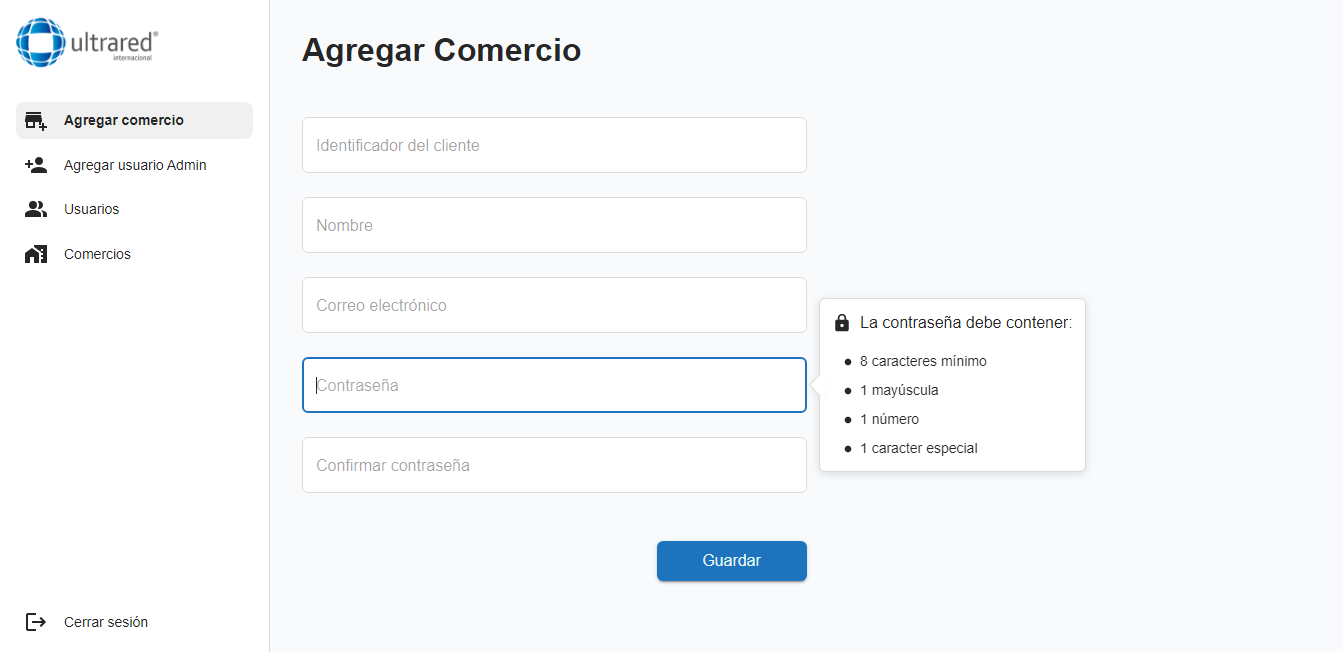 ultrared®
internacional
Agregar comercio
Agregar usuario Admin
Usuarios
Comercios
Cerrar sesión
Agregar Comercio
Identificador del cliente
Nombre
Correo electrónico
Contraseña
Confirmar contraseña
Guardar
La contraseña debe contener:
8 caracteres mínimo
1 mayúscula
1 número
1 caracter especial